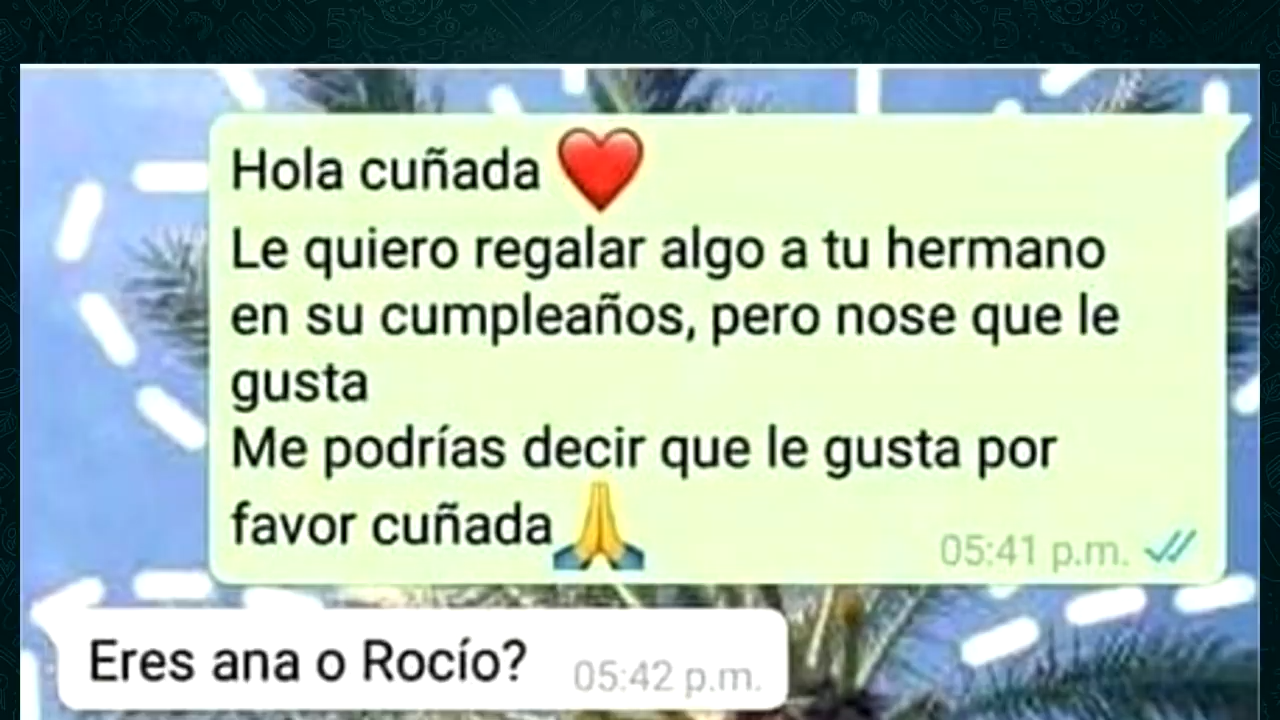 Hola cuñada ❤️
Le quiero regalar algo a tu hermano
en su cumpleaños, pero nose que le
gusta
Me podrías decir que le gusta por
favor cuñada🙏
05:41 p.m.
Eres ana o Rocío?
05:42 p.m.